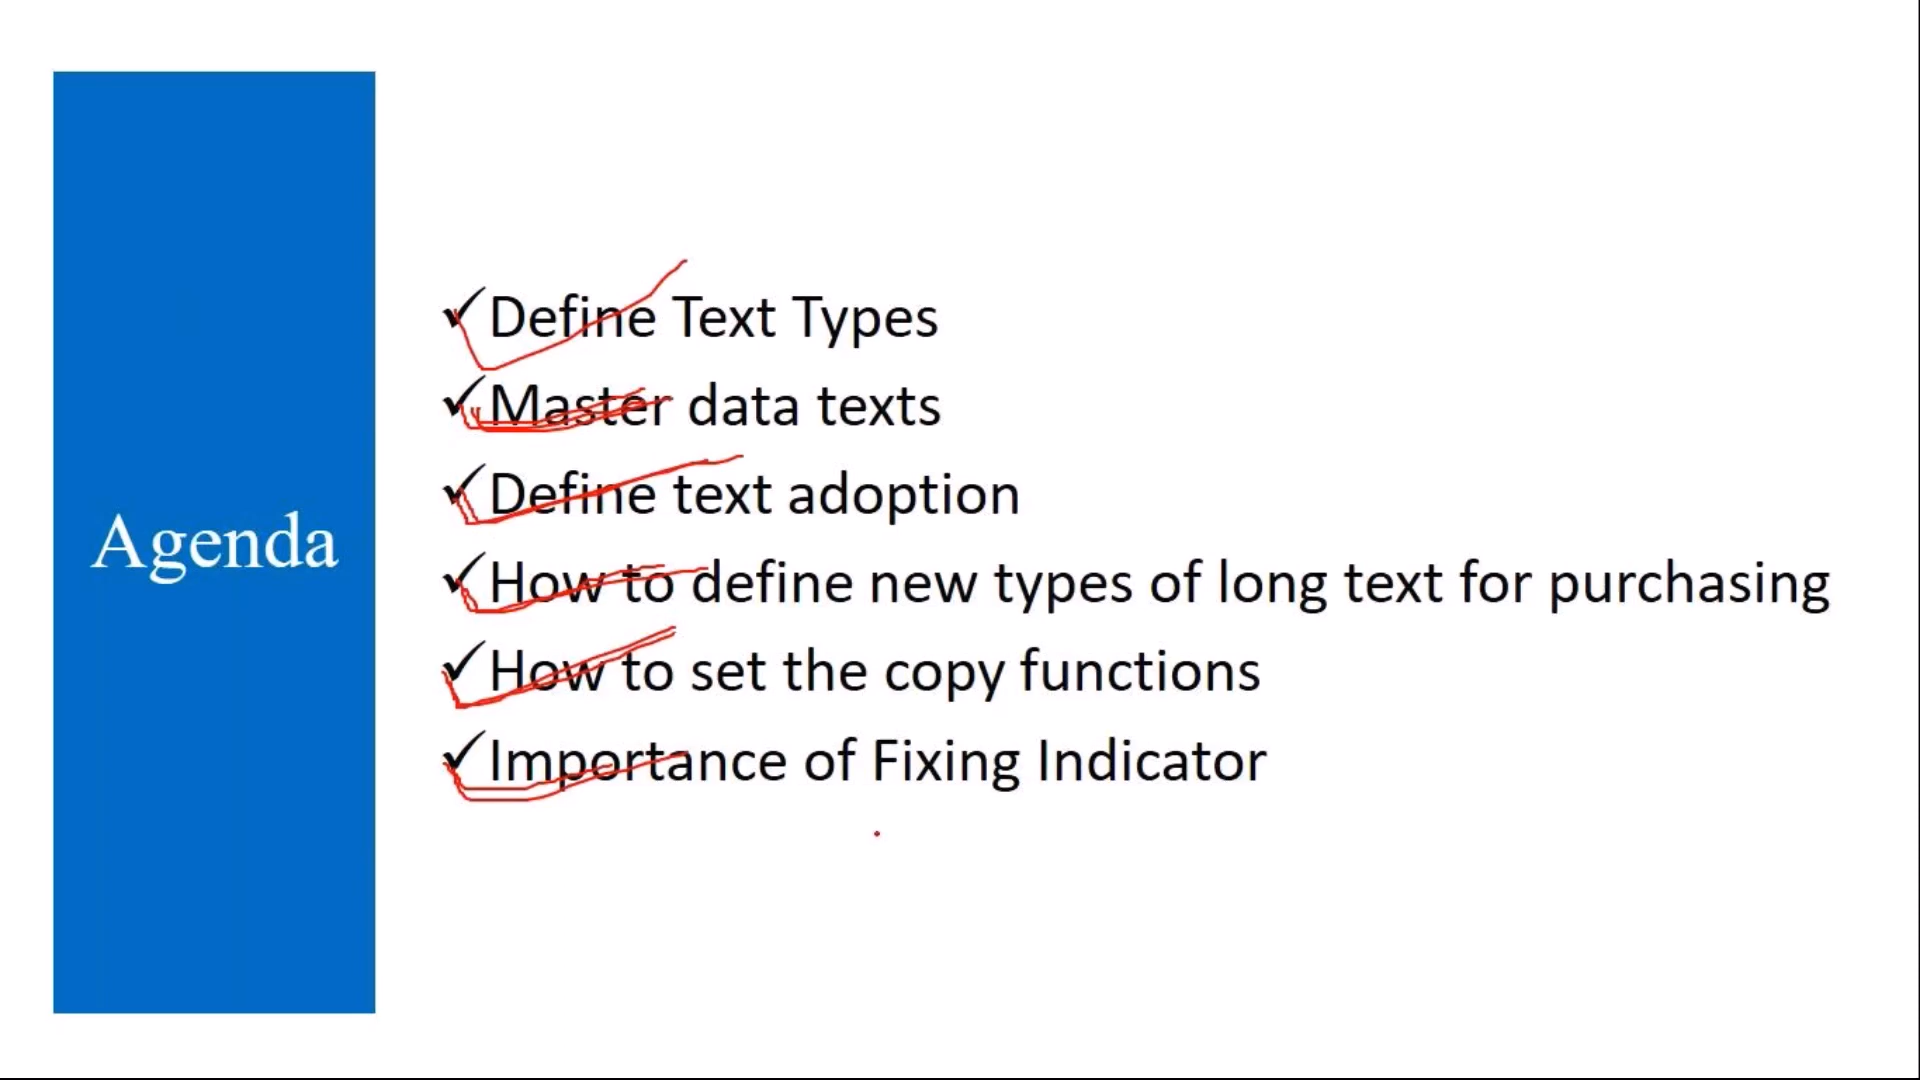 Agenda
Define Text Types
Master data texts
Define text adoption
How to define new types of long text for purchasing
How to set the copy functions
Importance of Fixing Indicator